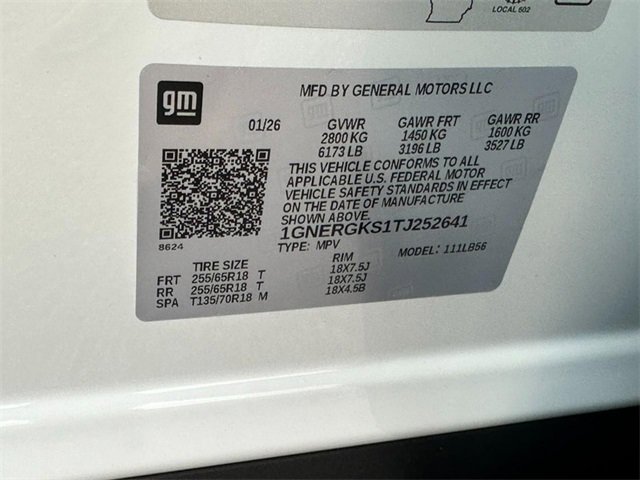 LOCAL 602
gm
MFD BY GENERAL MOTORS LLC
01/26 GVWR GAWR FRT GAWR RR
2800 KG 1450 KG 1600 KG
6173 LB 3196 LB 3527 LB
THIS VEHICLE CONFORMS TO ALL
APPLICABLE U.S. FEDERAL MOTOR
VEHICLE SAFETY STANDARDS IN EFFECT
ON THE DATE OF MANUFACTURE
SHOWN ABOVE.
1GNERGKS1TJ252641
8624
TYPE: MPV MODEL: 111LB56
TIRE SIZE RIM
FRT 255/65R18 T 18X7.5J
RR 255/65R18 T 18X7.5J
SPA T135/70R18 M 18X4.5B